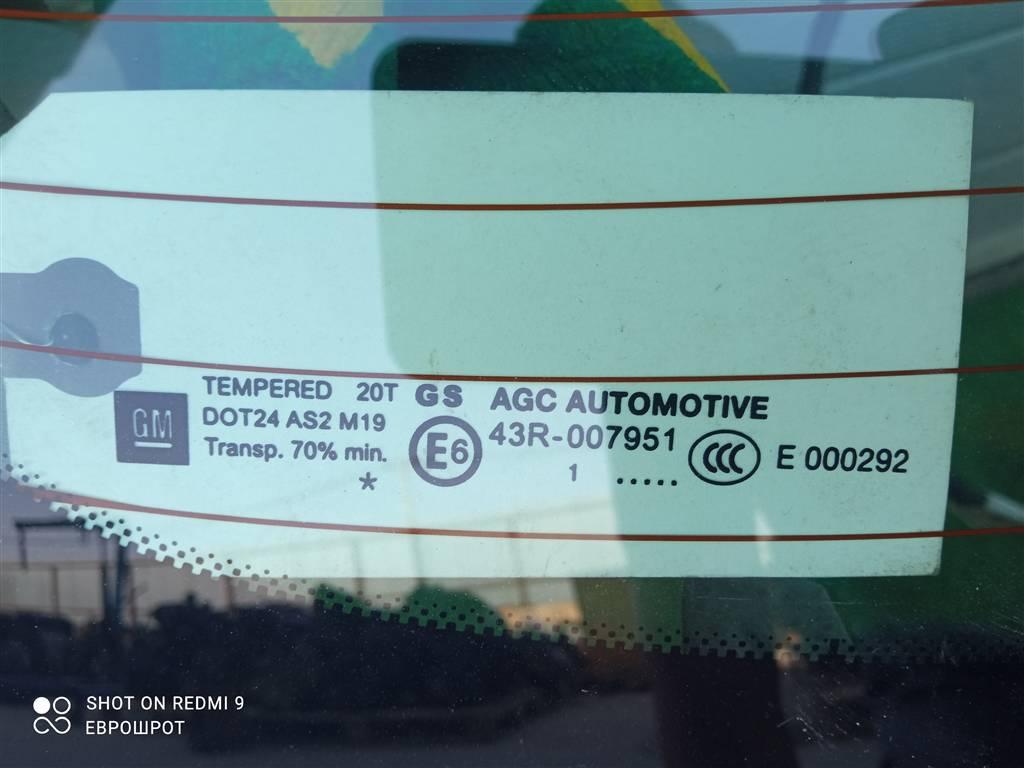 GM
TEMPERED 20T GS AGC AUTOMOTIVE
DOT24 AS2 M19
Transp. 70% min.
*
E6
43R-007951
1 .....
CCC
E 000292
SHOT ON REDMI 9
ЕВРОШРОТ